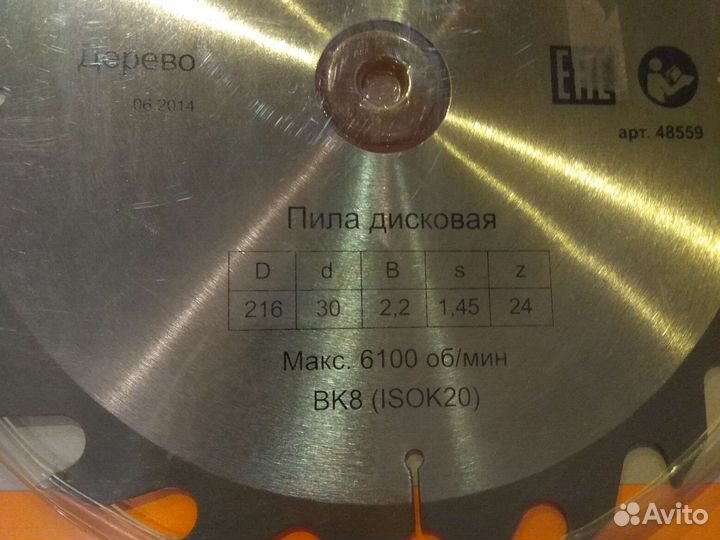 Дерево
06.2014
EAC
арт. 48559
Пила дисковая
D d B s z
216 30 2,2 1,45 24
Макс. 6100 об/мин
ВК8 (ISOK20)
Avito